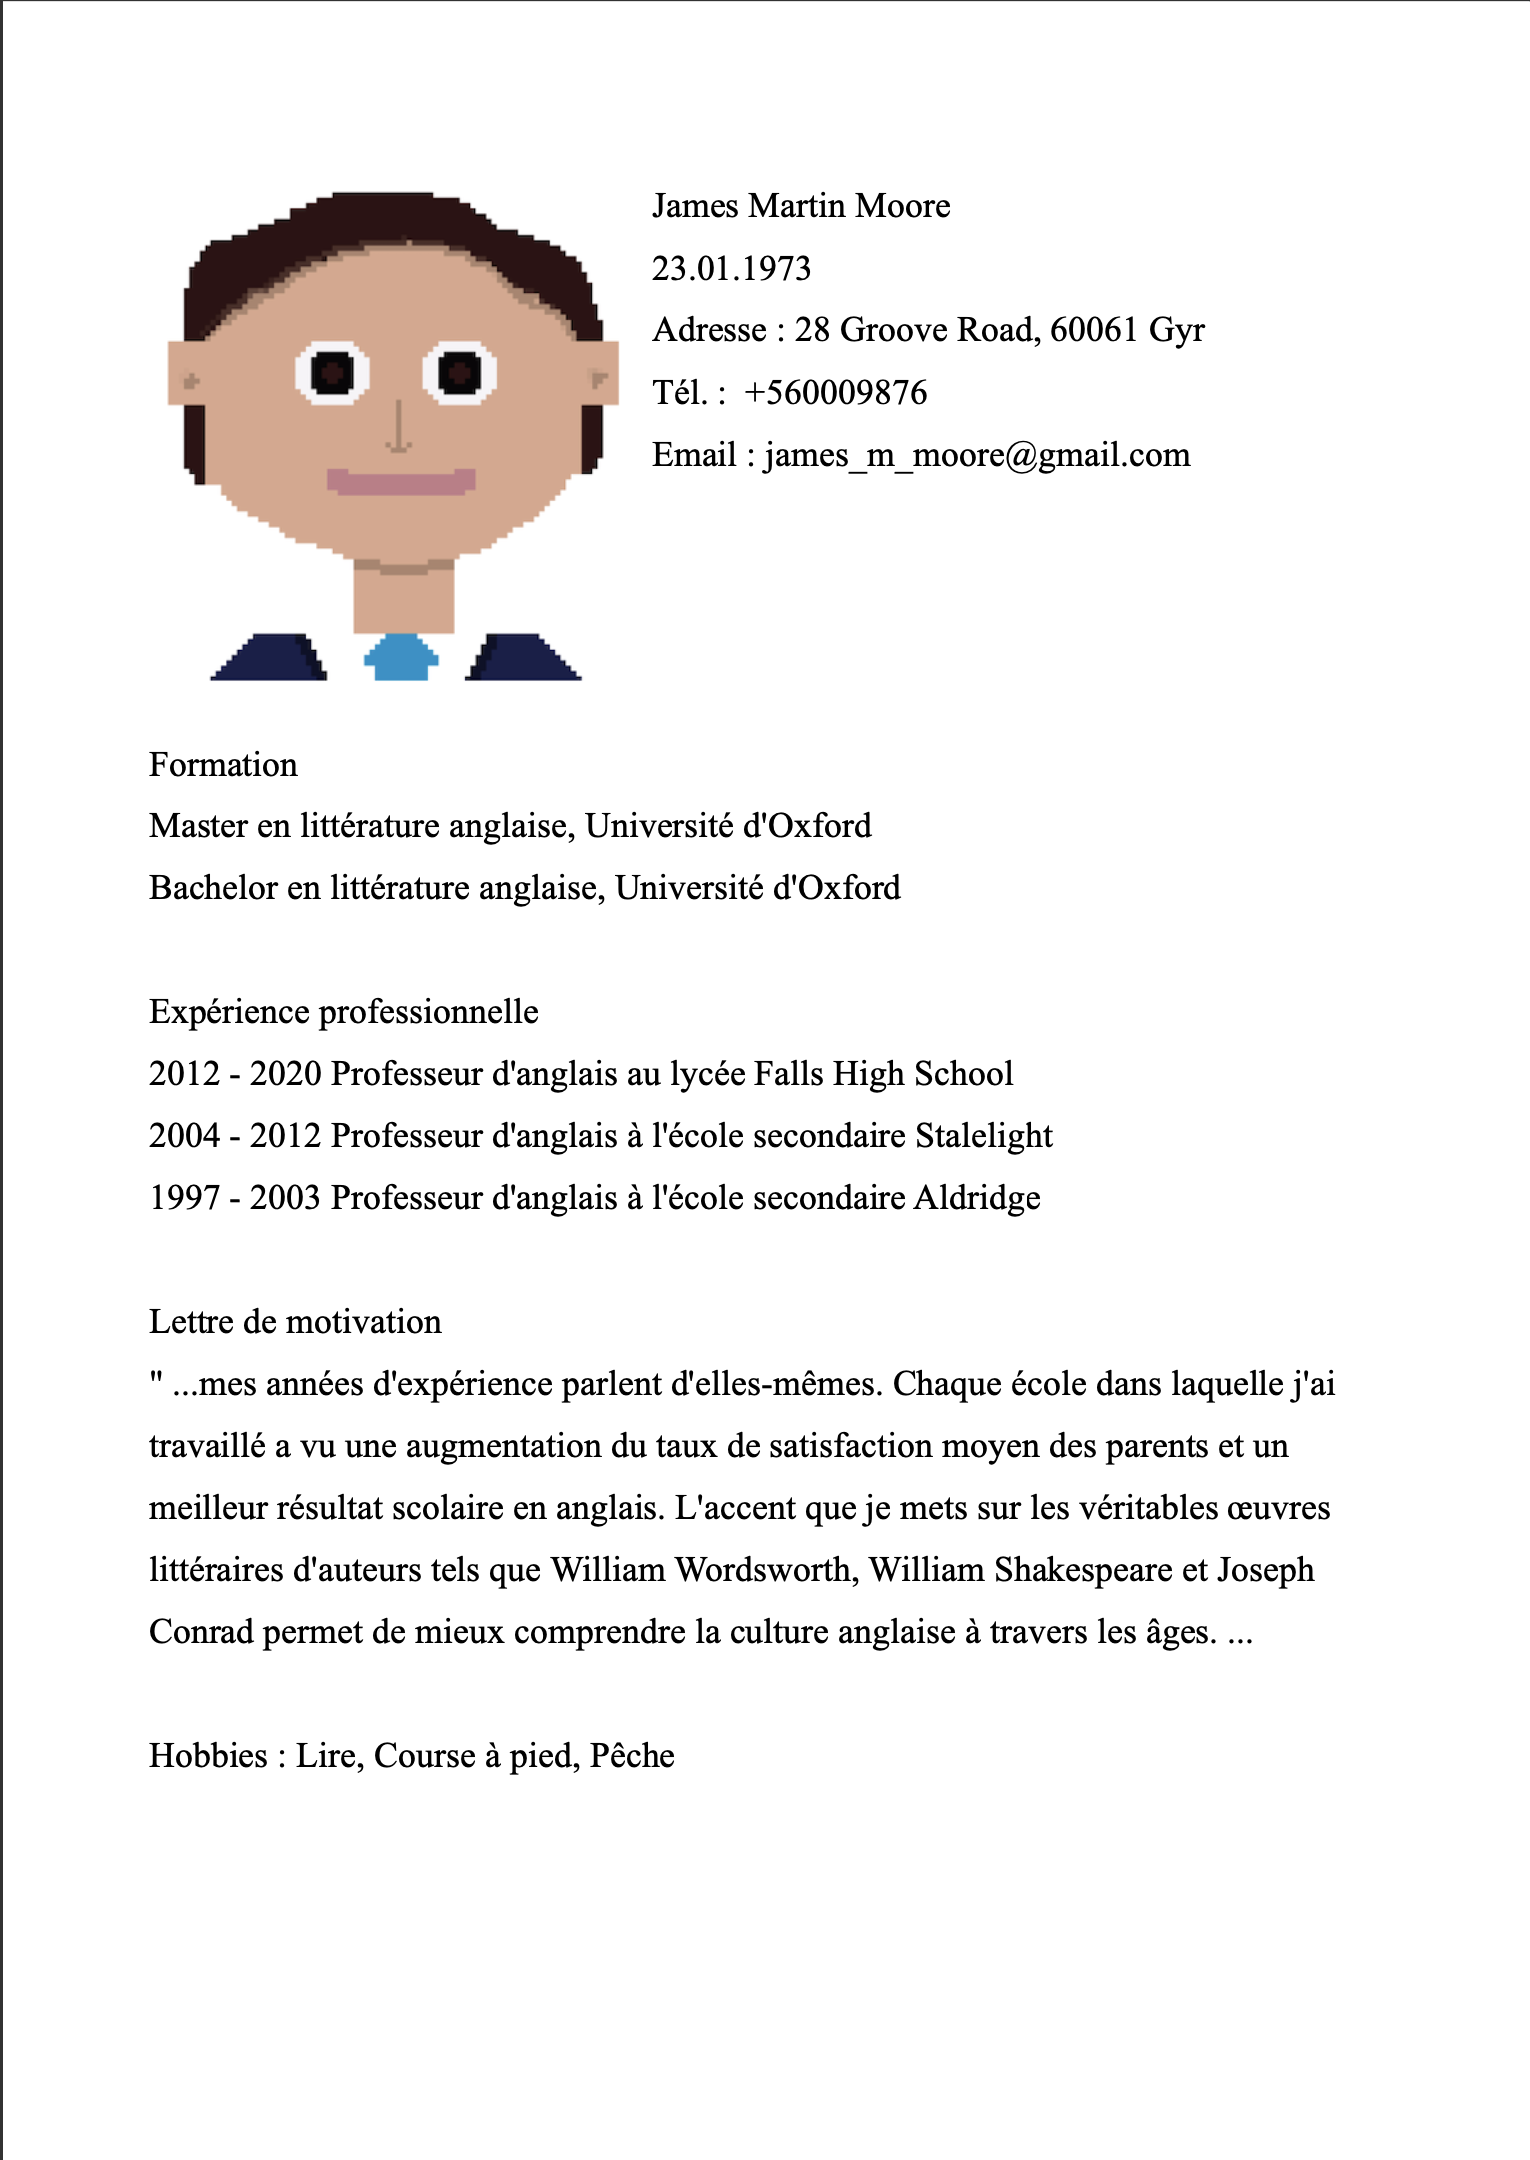 James Martin Moore
23.01.1973
Adresse : 28 Groove Road, 60061 Gyr
Tél. :  +560009876
Email : james_m_moore@gmail.com
Formation
Master en littérature anglaise, Université d'Oxford
Bachelor en littérature anglaise, Université d'Oxford
Expérience professionnelle
2012 - 2020 Professeur d'anglais au lycée Falls High School
2004 - 2012 Professeur d'anglais à l'école secondaire Stalelight
1997 - 2003 Professeur d'anglais à l'école secondaire Aldridge
Lettre de motivation
" ...mes années d'expérience parlent d'elles-mêmes. Chaque école dans laquelle j'ai
travaillé a vu une augmentation du taux de satisfaction moyen des parents et un
meilleur résultat scolaire en anglais. L'accent que je mets sur les véritables œuvres
littéraires d'auteurs tels que William Wordsworth, William Shakespeare et Joseph
Conrad permet de mieux comprendre la culture anglaise à travers les âges. ...
Hobbies : Lire, Course à pied, Pêche